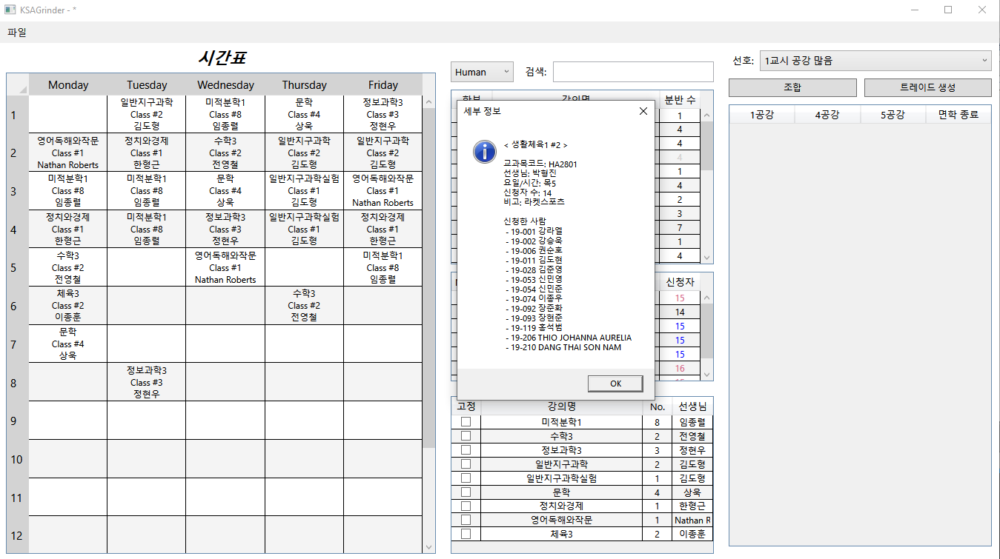 KSAGrinder - *
파일
시간표
Monday Tuesday Wednesday Thursday Friday
1
일반지구과학 미적분학1 문학 정보과학3
Class #2 Class #8 Class #4 Class #3
김도형 임종렬 상욱 정현우
2
영어독해와작문 정치와경제 수학3 일반지구과학 일반지구과학
Class #1 Class #1 Class #2 Class #2 Class #2
Nathan Roberts 한형근 전영철 김도형 김도형
3
미적분학1 미적분학1 문학 일반지구과학실험 영어독해와작문
Class #8 Class #8 Class #4 Class #1 Class #1
임종렬 임종렬 상욱 김도형 Nathan Roberts
4
정치와경제 미적분학1 정보과학3 일반지구과학실험 정치와경제
Class #1 Class #8 Class #3 Class #1 Class #1
한형근 임종렬 정현우 김도형 한형근
5
수학3 영어독해와작문 미적분학1
Class #2 Class #1 Class #8
전영철 Nathan Roberts 임종렬
6
체육3 수학3
Class #2 Class #2
이종훈 전영철
7
문학
Class #4
상욱
8
정보과학3
Class #3
정현우
9
10
11
12
Human 검색:
강의명 분반 수
1
4
4
4
1
4
2
3
7
1
4
세부 정보
< 생활체육1 #2 >
교과목코드: HA2801
선생님: 박형진
요일/시간: 목5
신청자 수: 14
비고: 라켓스포츠
신청한 사람
- 19-001 강라엘
- 19-002 강승욱
- 19-006 권순호
- 19-011 김도현
- 19-028 김준영
- 19-053 신민영
- 19-054 신민준
- 19-074 이종우
- 19-092 장준화
- 19-093 장현준
- 19-119 홍석범
- 19-206 THIO JOHANNA AURELIA
- 19-210 DANG THAI SON NAM
OK
신청자
15
14
15
15
15
16
고정 강의명 No. 선생님
미적분학1 8 임종렬
수학3 2 전영철
정보과학3 3 정현우
일반지구과학 2 김도형
일반지구과학실험 1 김도형
문학 4 상욱
정치와경제 1 한형근
영어독해와작문 1 Nathan R
체육3 2 이종훈
선호: 1교시 공강 많음
조합 트레이드 생성
1공강 4공강 5공강 면학 종료